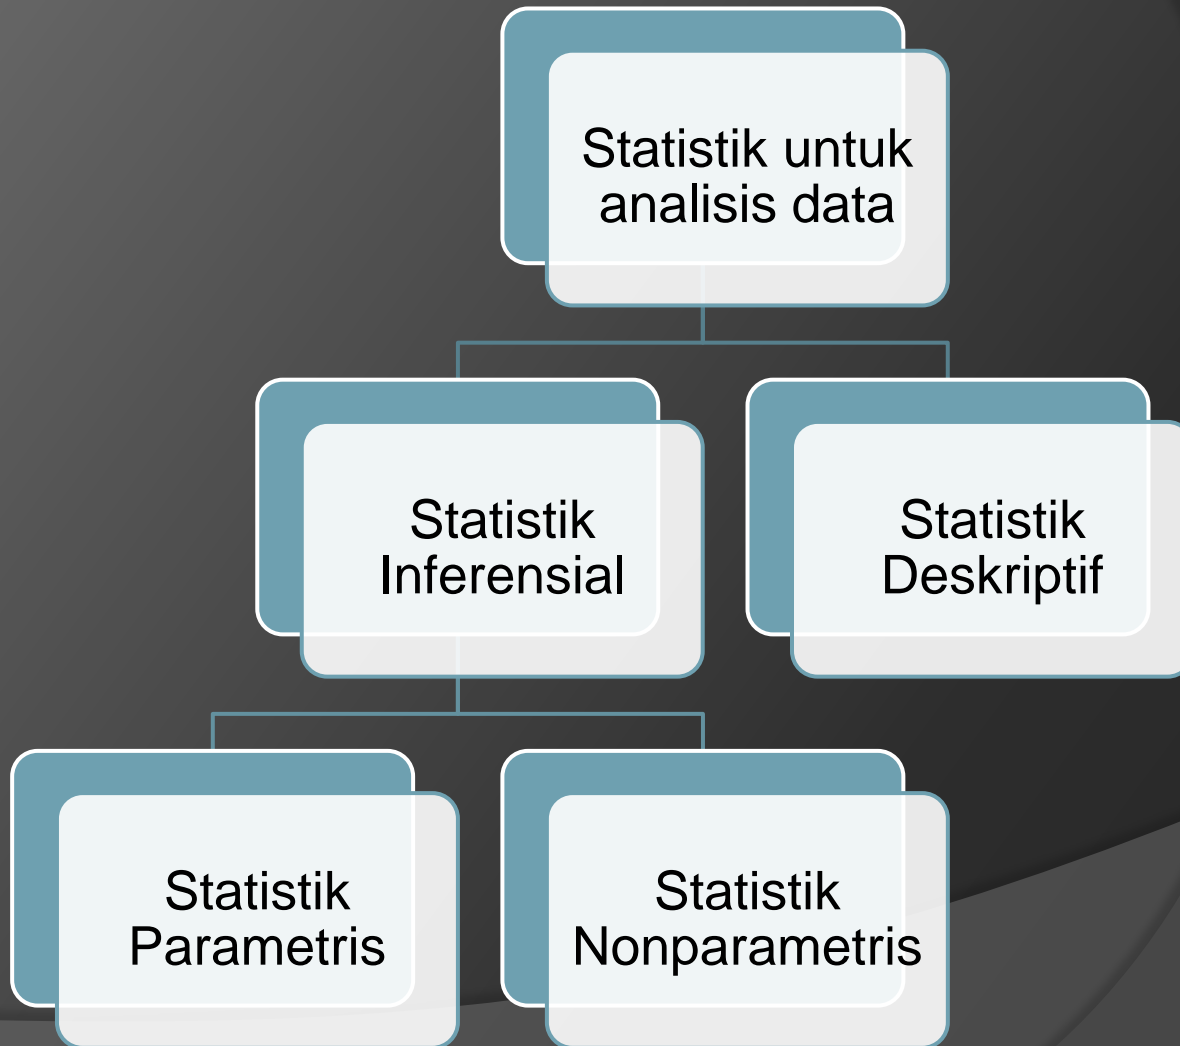 Statistik untuk
analisis data
Statistik
Inferensial
Statistik
Deskriptif
Statistik
Parametris
Statistik
Nonparametris